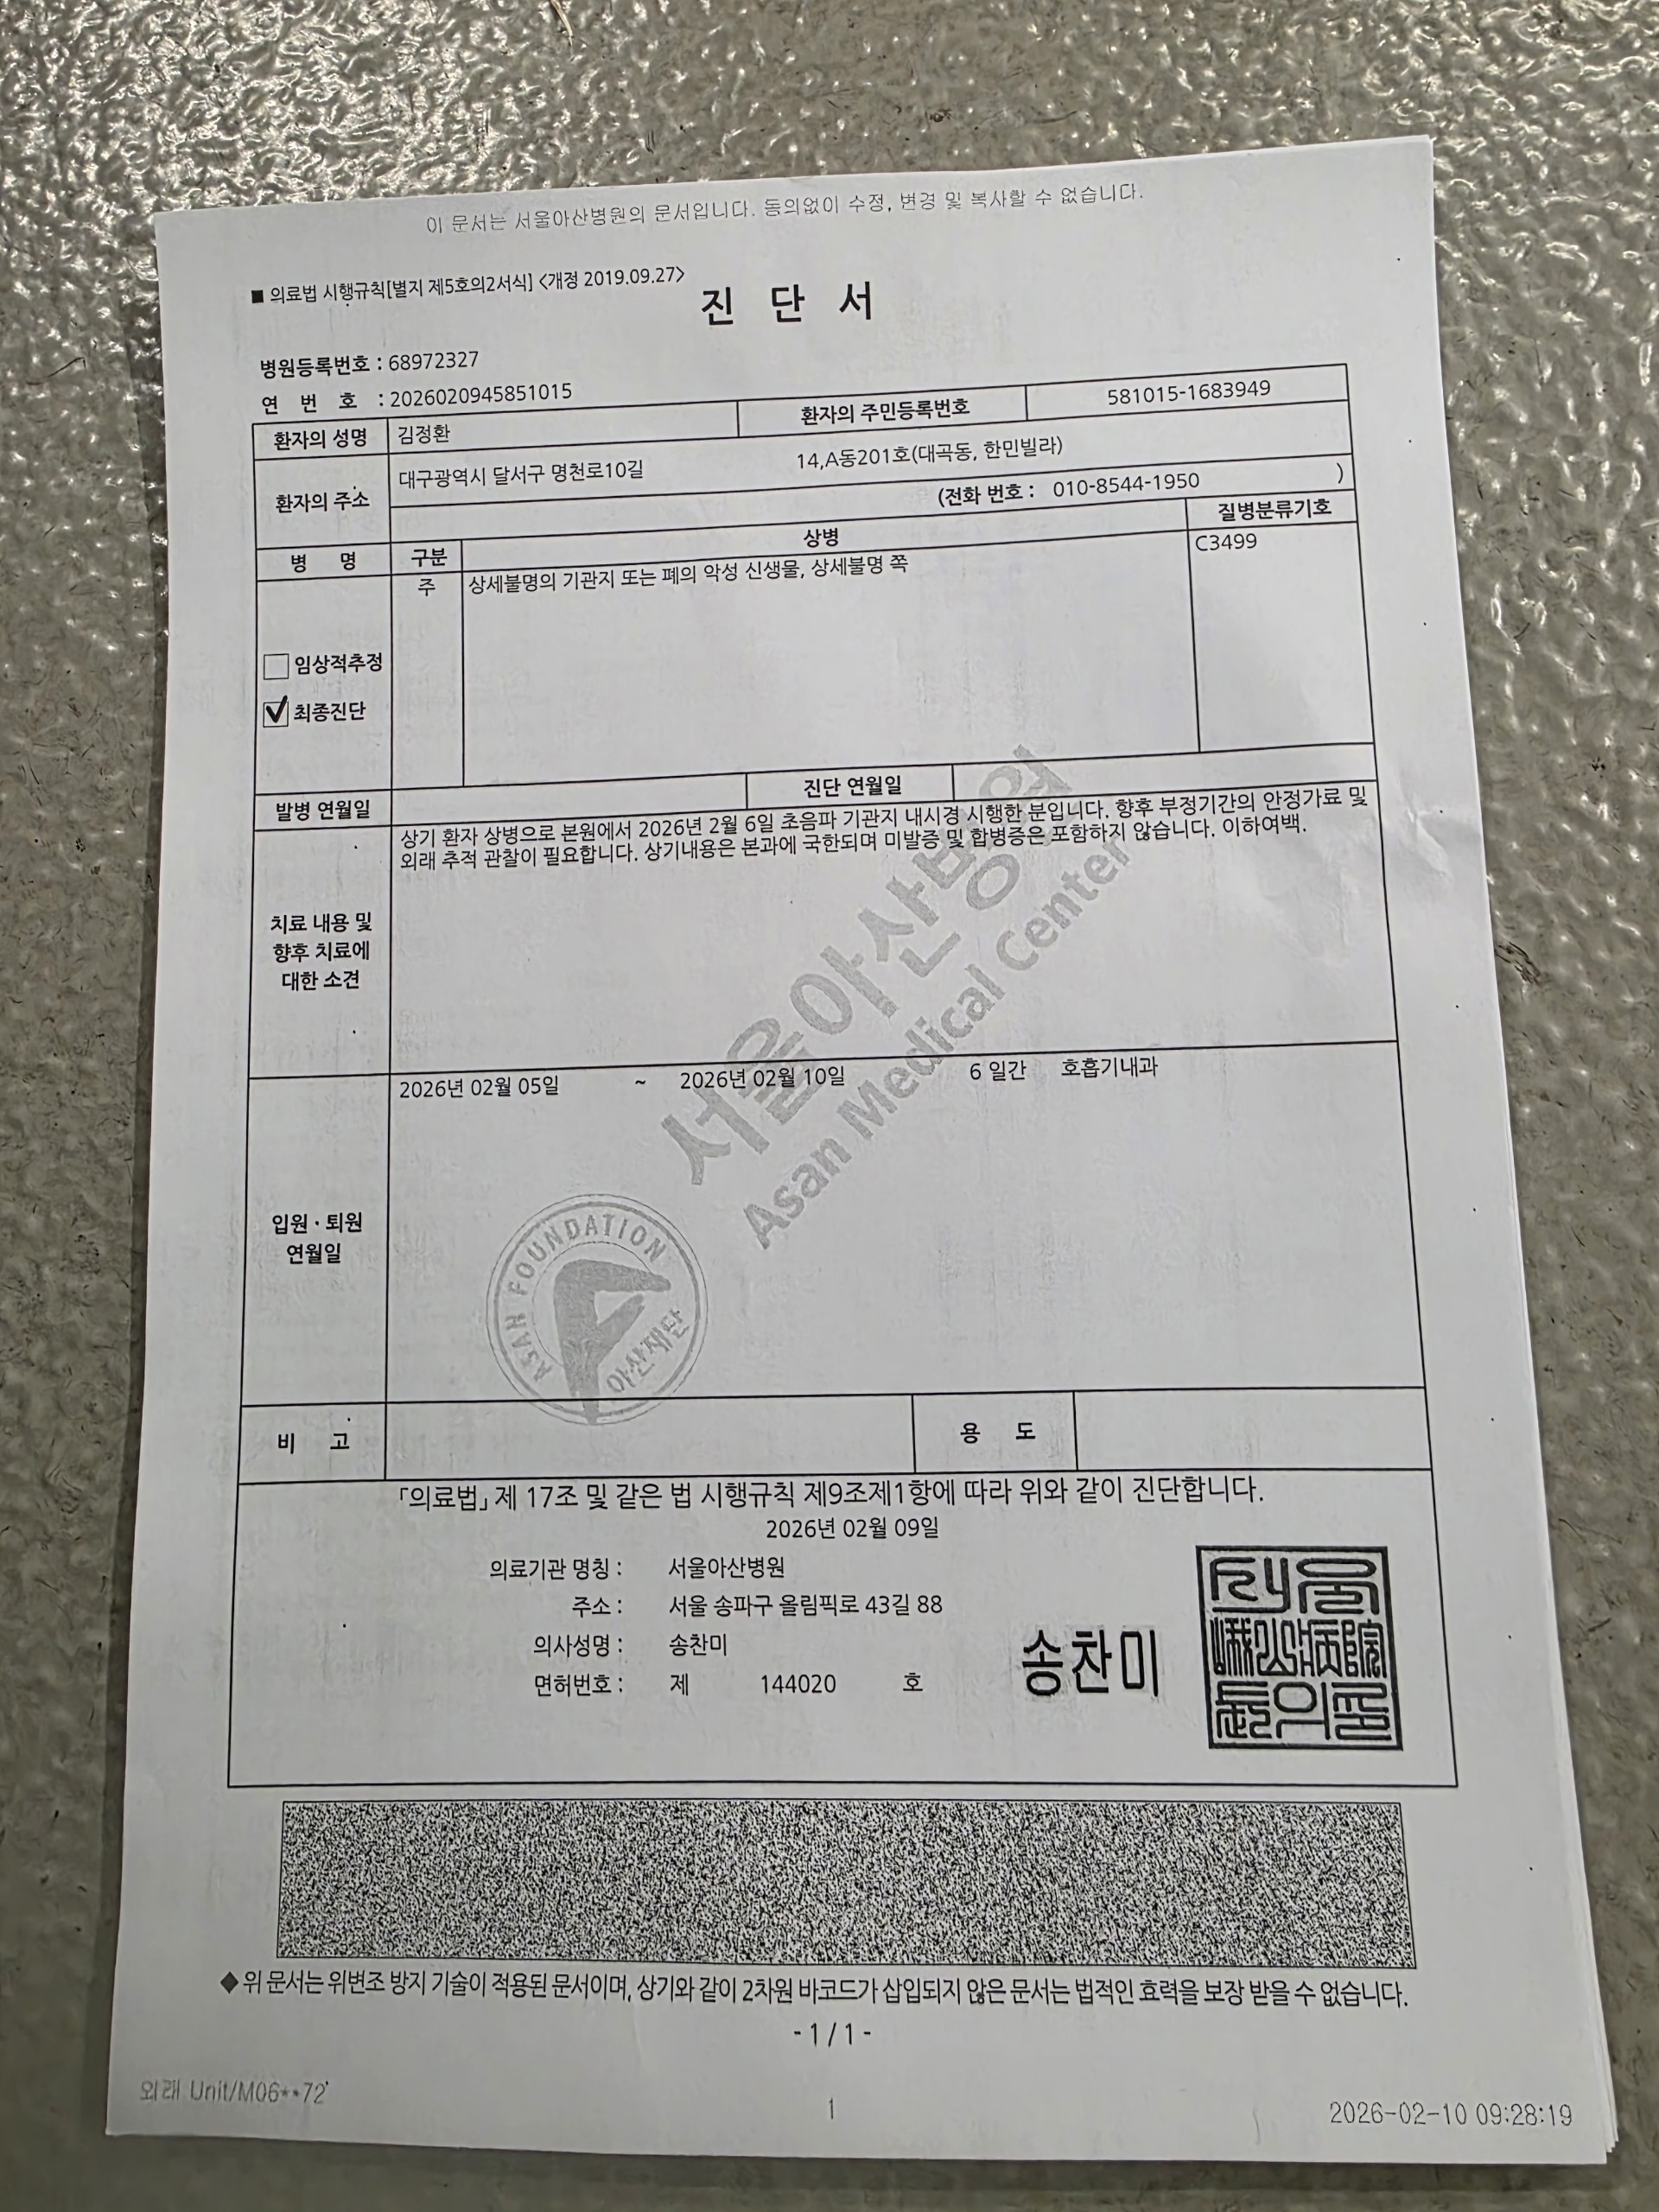 이 문서는 서울아산병원의 문서입니다. 동의없이 수정, 변경 및 복사할 수 없습니다.
■ 의료법 시행규칙[별지 제5호의2서식] <개정 2019.09.27>
진 단 서
병원등록번호 : 68972327
연 번 호 : 2026020945851015
환자의 성명 김정환 환자의 주민등록번호 581015-1683949
환자의 주소 대구광역시 달서구 명천로10길 14,A동201호(대곡동, 한민빌라)
(전화 번호 : 010-8544-1950 )
병 명 구분 상병 질병분류기호
주 상세불명의 기관지 또는 폐의 악성 신생물, 상세불명 쪽 C3499
임상적추정
최종진단
발병 연월일 진단 연월일
치료 내용 및 향후 치료에 대한 소견
상기 환자 상병으로 본원에서 2026년 2월 6일 초음파 기관지 내시경 시행한 분입니다. 향후 부정기간의 안정가료 및
외래 추적 관찰이 필요합니다. 상기내용은 본과에 국한되며 미발증 및 합병증은 포함하지 않습니다. 이하여백.
서울아산병원
Asan Medical Center
입원·퇴원 연월일
2026년 02월 05일 ~ 2026년 02월 10일 6 일간 호흡기내과
ASAN FOUNDATION
아산재단
비 고 용 도
「의료법」 제 17조 및 같은 법 시행규칙 제9조제1항에 따라 위와 같이 진단합니다.
2026년 02월 09일
의료기관 명칭 : 서울아산병원
주소 : 서울 송파구 올림픽로 43길 88
의사성명 : 송찬미
면허번호 : 제 144020 호
송찬미
◆위 문서는 위변조 방지 기술이 적용된 문서이며, 상기와 같이 2차원 바코드가 삽입되지 않은 문서는 법적인 효력을 보장 받을 수 없습니다.
- 1 / 1 -
외래 Unit/M06**72'
1
2026-02-10 09:28:19